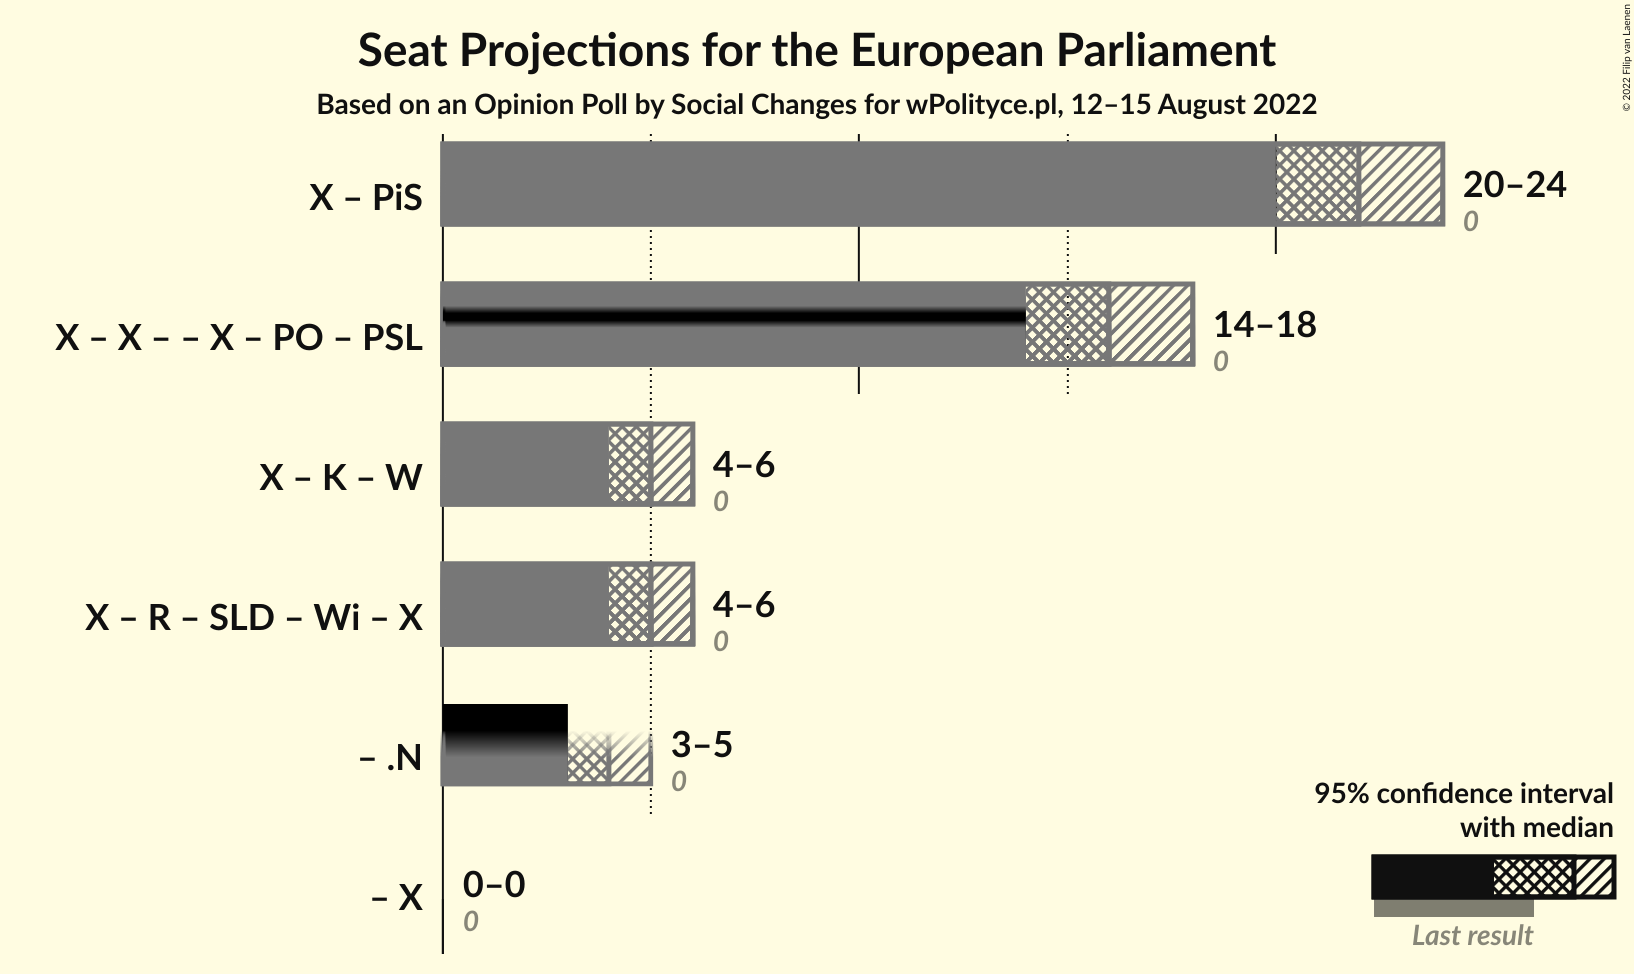 Seat Projections for the European Parliament
Based on an Opinion Poll by Social Changes for wPolityce.pl, 12–15 August 2022
© 2022 Filip van Laenen
X – PiS
20–24
0
X – X – – X – PO – PSL
14–18
0
X – K – W
4–6
0
X – R – SLD – Wi – X
4–6
0
– .N
3–5
0
– X
0–0
0
95% confidence interval
with median
Last result